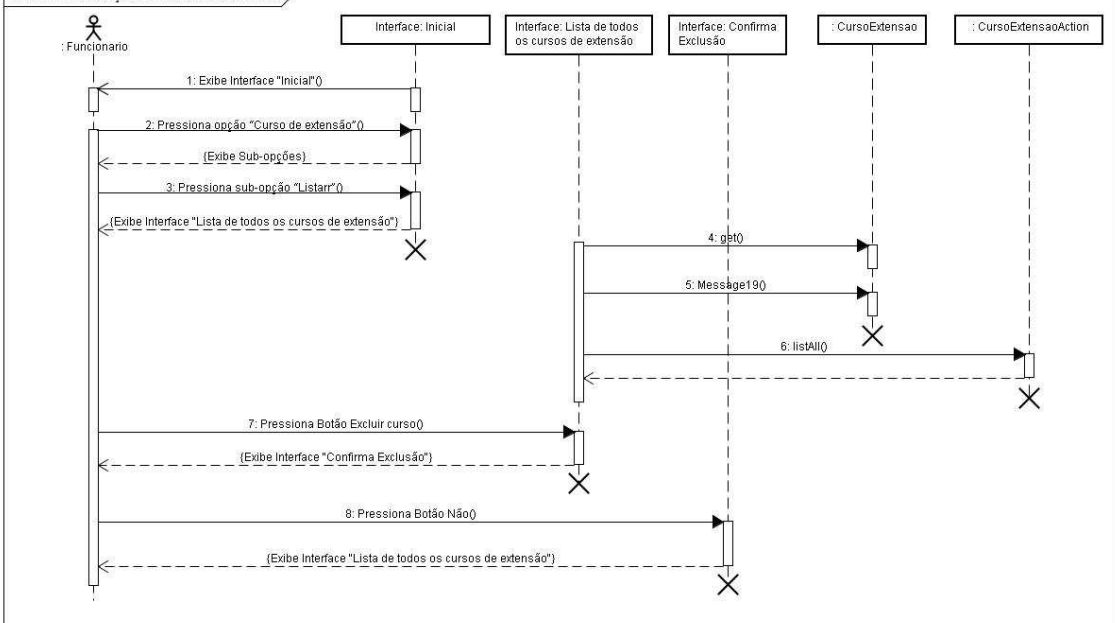 Interface: Inicial
Interface: Lista de todos
os cursos de extensão
Interface: Confirma
Exclusão
: CursoExtensao
: CursoExtensaoAction
: Funcionario
1: Exibe Interface "Inicial"()
2: Pressiona opção "Curso de extensão"()
{Exibe Sub-opções}
3: Pressiona sub-opção "Listarr"()
{Exibe Interface "Lista de todos os cursos de extensão"}
4: get()
5: Message19()
6: listAll()
7: Pressiona Botão Excluir curso()
{Exibe Interface "Confirma Exclusão"}
8: Pressiona Botão Não()
{Exibe Interface "Lista de todos os cursos de extensão"}